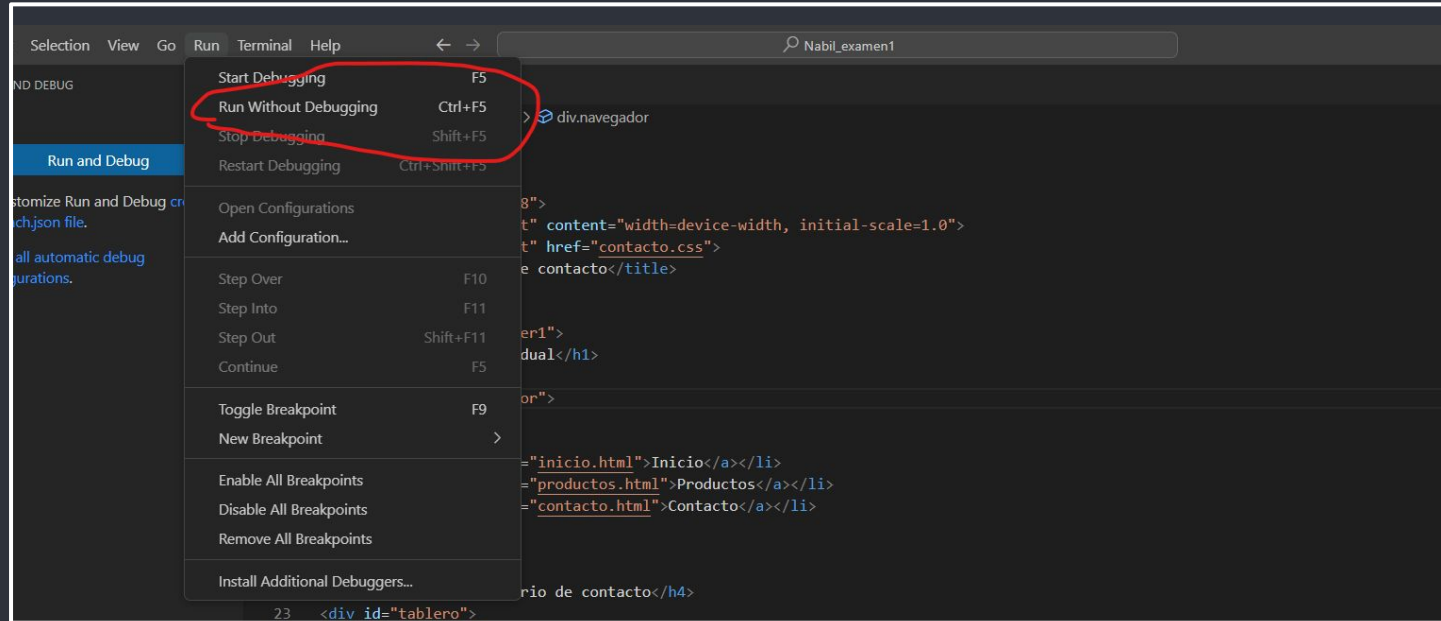 Selection View Go Run Terminal Help
Nabil_examen1
ND DEBUG
Run and Debug
stomize Run and Debug cr
ch.json file.
all automatic debug
gurations.
Start Debugging F5
Run Without Debugging Ctrl+F5
Stop Debugging Shift+F5
Restart Debugging Ctrl+Shift+F5
Open Configurations
Add Configuration...
Step Over F10
Step Into F11
Step Out Shift+F11
Continue F5
Toggle Breakpoint F9
New Breakpoint
Enable All Breakpoints
Disable All Breakpoints
Remove All Breakpoints
Install Additional Debuggers...
> div.navegador
8">
t" content="width=device-width, initial-scale=1.0">
t" href="contacto.css">
e contacto</title>
er1">
dual</h1>
or">
="inicio.html">Inicio</a></li>
="productos.html">Productos</a></li>
="contacto.html">Contacto</a></li>
rio de contacto</h4>
23 <div id="tablero">